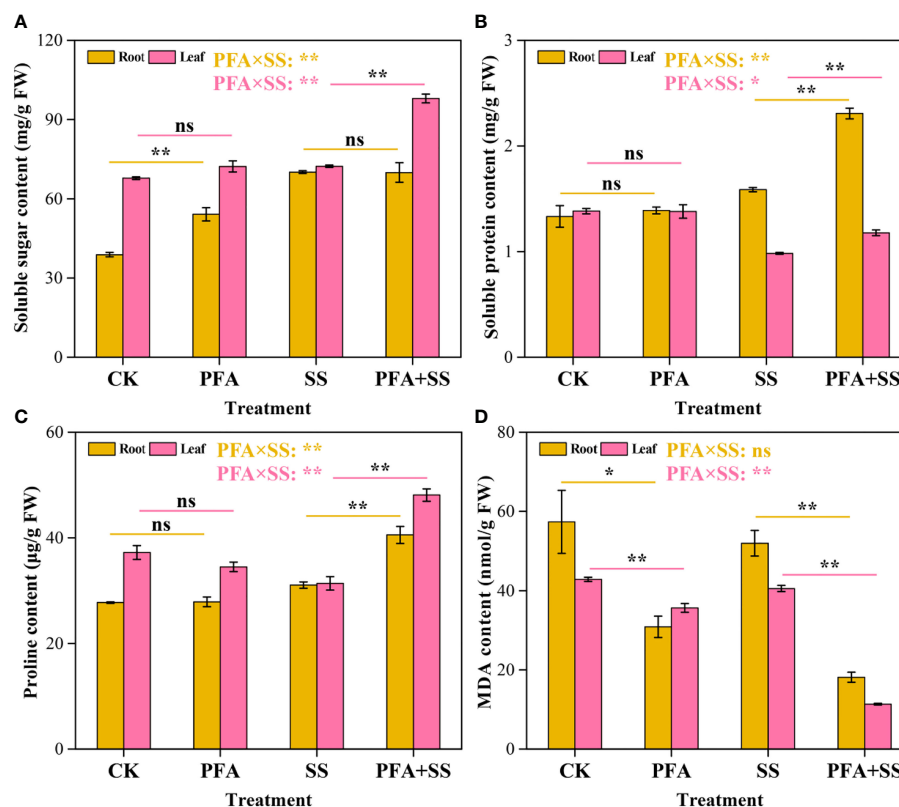 A
Soluble sugar content (mg/g FW)
120
90
60
30
0
Root Leaf
PFA×SS: **
PFA×SS: **
**
ns
**
ns
CK PFA SS PFA+SS
Treatment
B
Soluble protein content (mg/g FW)
3
2
1
0
Root Leaf
PFA×SS: **
PFA×SS: *
**
**
ns
ns
CK PFA SS PFA+SS
Treatment
C
Proline content (µg/g FW)
60
40
20
0
Root Leaf
PFA×SS: **
PFA×SS: **
**
ns
**
ns
CK PFA SS PFA+SS
Treatment
D
MDA content (nmol/g FW)
80
60
40
20
0
Root Leaf
PFA×SS: ns
PFA×SS: **
*
**
**
**
CK PFA SS PFA+SS
Treatment